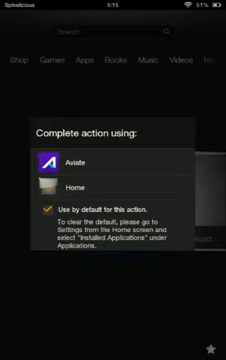 Spivelicious 5:15 51%
Search
Shop Games Apps Books Music Videos
Complete action using:
Aviate
Home
Use by default for this action.
To clear the default, please go to
Settings from the Home screen and
select "Installed Applications" under
Applications.